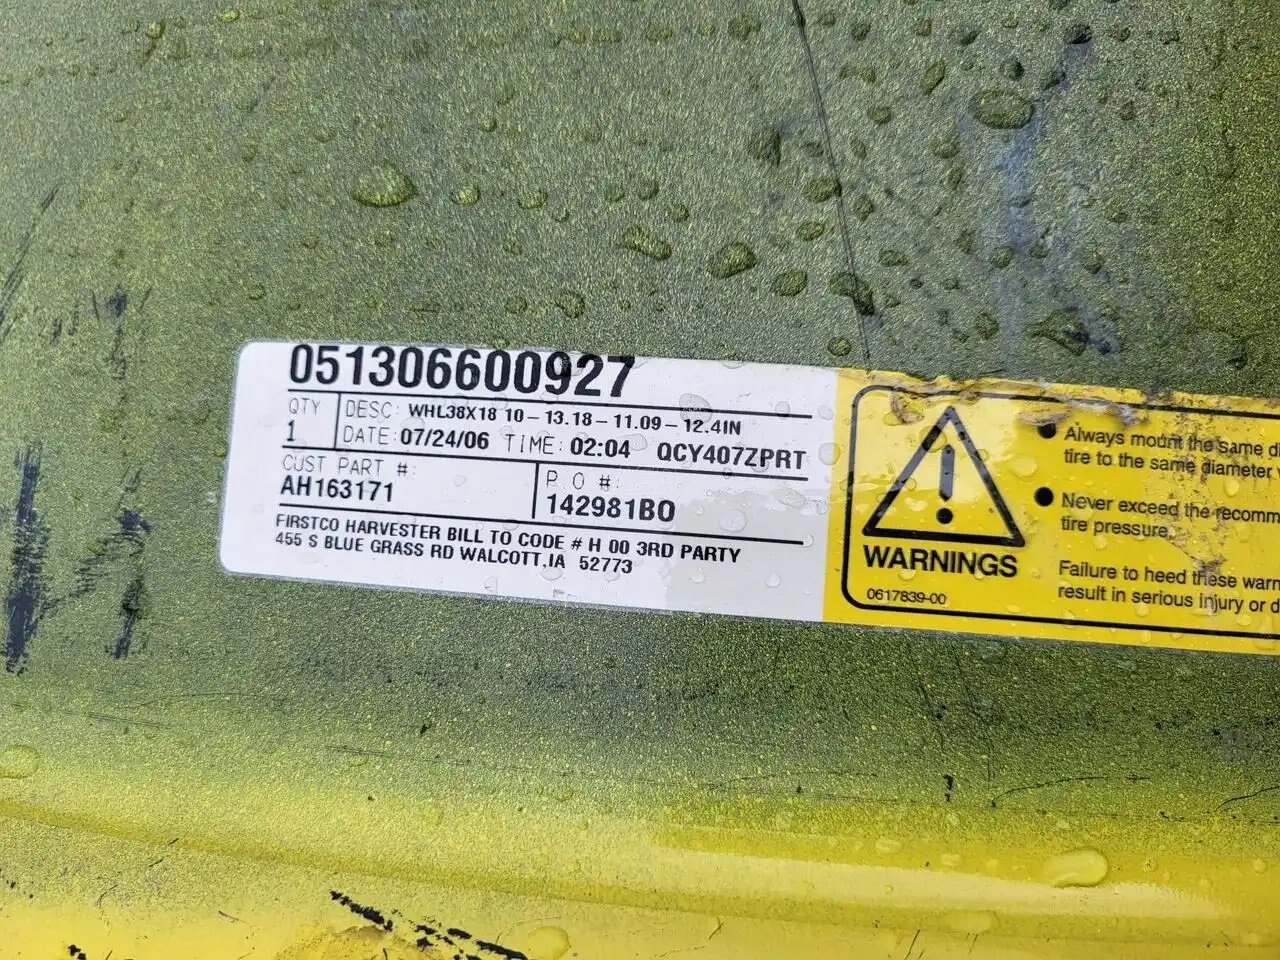 051306600927
QTY
1
DESC: WHL38X18 10-13.18-11.09-12.4IN
DATE: 07/24/06 TIME: 02:04 QCY407ZPRT
CUST PART #:
AH163171
P O #:
142981B0
FIRSTCO HARVESTER BILL TO CODE # H 00 3RD PARTY
455 S BLUE GRASS RD WALCOTT,IA 52773
WARNINGS
0617839-00
● Always mount the same di
tire to the same diameter
● Never exceed the recomm
tire pressure.
Failure to heed these warn
result in serious injury or d